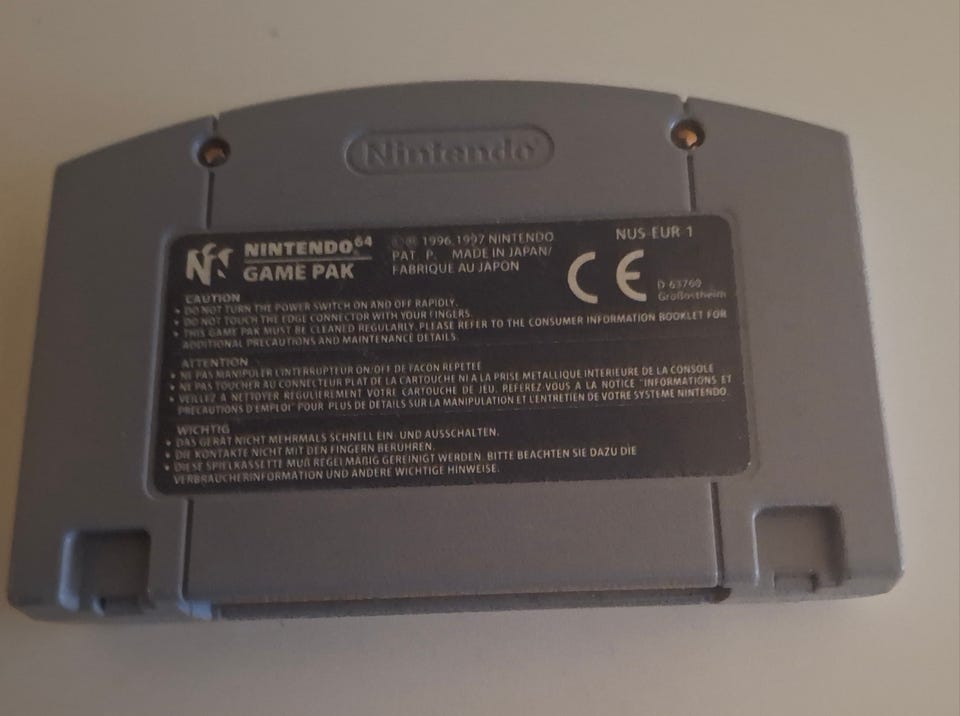 Nintendo
NINTENDO 64
GAME PAK
1996, 1997 NINTENDO
PAT P. MADE IN JAPAN/
FABRIQUE AU JAPON
NUS EUR 1
CE
D 63760
Großostheim
CAUTION
• DO NOT TURN THE POWER SWITCH ON AND OFF RAPIDLY.
• DO NOT TOUCH THE EDGE CONNECTOR WITH YOUR FINGERS.
• THIS GAME PAK MUST BE CLEANED REGULARLY. PLEASE REFER TO THE CONSUMER INFORMATION BOOKLET FOR
ADDITIONAL PRECAUTIONS AND MAINTENANCE DETAILS.
ATTENTION
• NE PAS MANIPULER L'INTERRUPTEUR ON/OFF DE FACON REPETEE
• NE PAS TOUCHER AU CONNECTEUR PLAT DE LA CARTOUCHE NI A LA PRISE METALLIQUE INTERIEURE DE LA CONSOLE
• VEILLEZ A NETTOYER REGULIEREMENT VOTRE CARTOUCHE DE JEU. REFEREZ-VOUS A LA NOTICE "INFORMATIONS ET
PRECAUTIONS D'EMPLOI" POUR PLUS DE DETAILS SUR LA MANIPULATION ET L'ENTRETIEN DE VOTRE SYSTEME NINTENDO.
WICHTIG
• DAS GERÄT NICHT MEHRMALS SCHNELL EIN- UND AUSSCHALTEN.
• DIE KONTAKTE NICHT MIT DEN FINGERN BERÜHREN.
• DIESE SPIELKASSETTE MUß REGELMÄßIG GEREINIGT WERDEN. BITTE BEACHTEN SIE DAZU DIE
VERBRAUCHERINFORMATION UND ANDERE WICHTIGE HINWEISE.